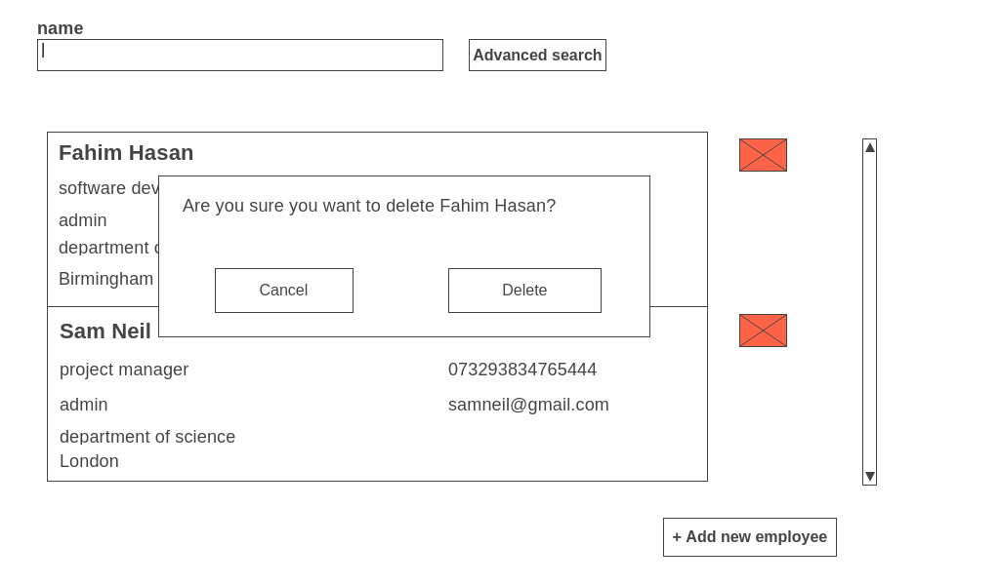 name
Advanced search
Fahim Hasan
software dev
admin
department
Birmingham
Are you sure you want to delete Fahim Hasan?
Cancel
Delete
Sam Neil
project manager
073293834765444
admin
samneil@gmail.com
department of science
London
+ Add new employee